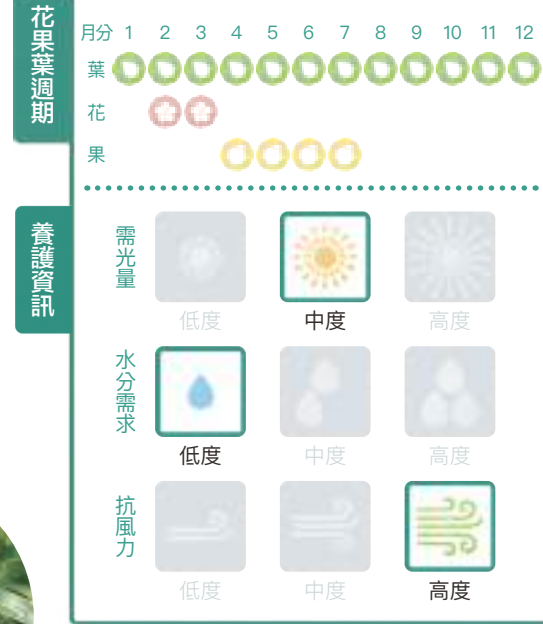 花果葉週期
月分 1 2 3 4 5 6 7 8 9 10 11 12
葉
花
果
養護資訊
需光量
低度 中度 高度
水分需求
低度 中度 高度
抗風力
低度 中度 高度